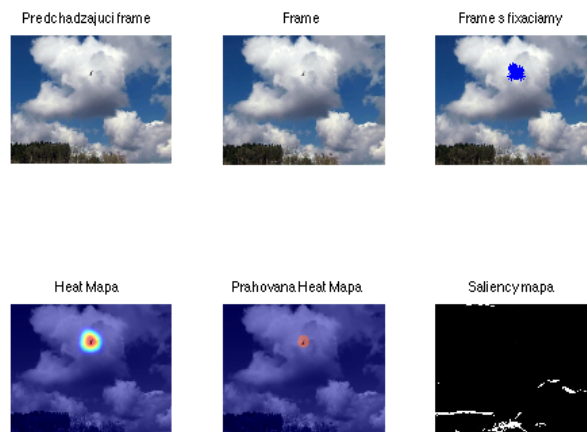 Predchadzajuci frame
Frame
Frame s fixaciamy
Heat Mapa
Prahovana Heat Mapa
Saliency mapa